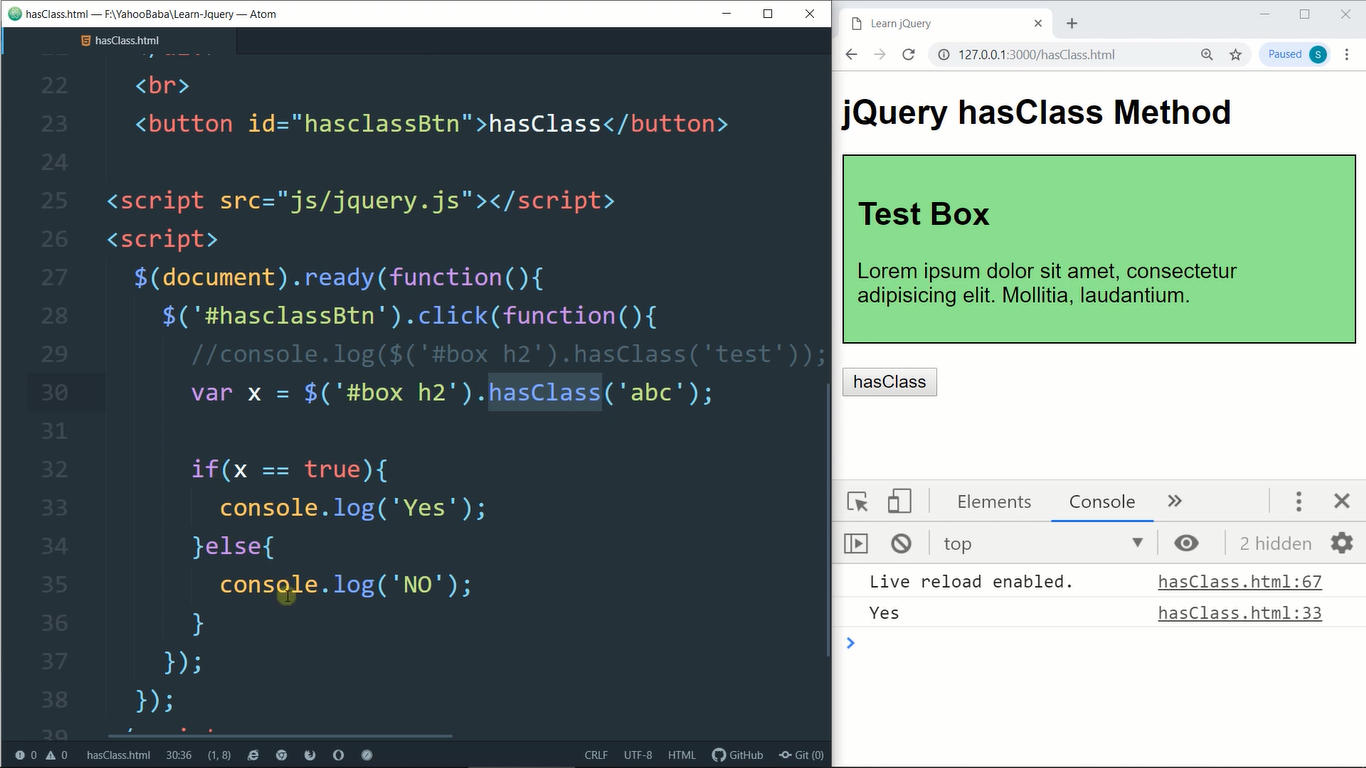 hasClass.html — F:\YahooBaba\Learn-Jquery — Atom
hasClass.html
22 <br>
23 <button id="hasclassBtn">hasClass</button>
24
25 <script src="js/jquery.js"></script>
26 <script>
27 $(document).ready(function(){
28 $('#hasclassBtn').click(function(){
29 //console.log($('#box h2').hasClass('test'));
30 var x = $('#box h2').hasClass('abc');
31
32 if(x == true){
33 console.log('Yes');
34 }else{
35 console.log('NO');
36 }
37 });
38 });
39
0 0 hasClass.html 30:36 (1, 8) CRLF UTF-8 HTML GitHub Git (0)
Learn jQuery
127.0.0.1:3000/hasClass.html Paused S
jQuery hasClass Method
Test Box
Lorem ipsum dolor sit amet, consectetur
adipisicing elit. Mollitia, laudantium.
hasClass
Elements Console
top 2 hidden
Live reload enabled. hasClass.html:67
Yes hasClass.html:33